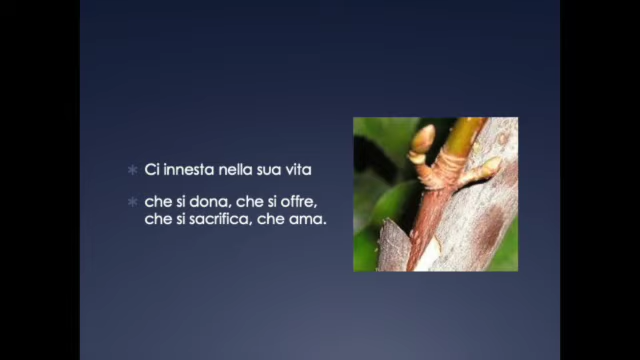 Ci innesta nella sua vita
che si dona, che si offre,
che si sacrifica, che ama.